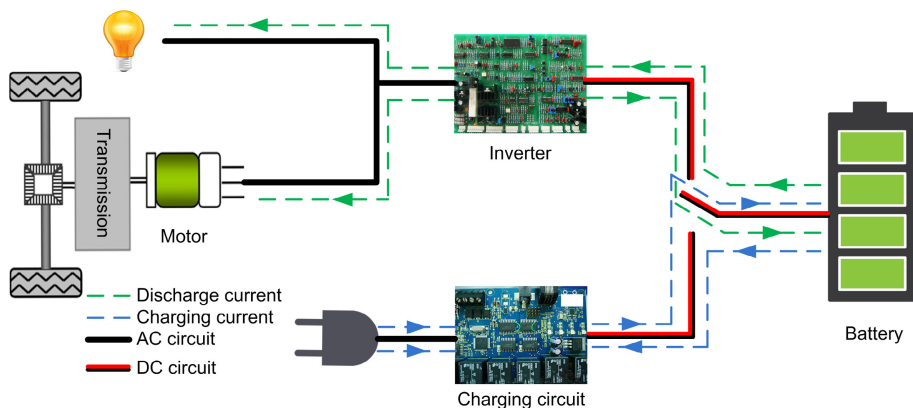 Inverter
Transmission
Motor
Discharge current
Charging current
AC circuit
DC circuit
Battery
Charging circuit